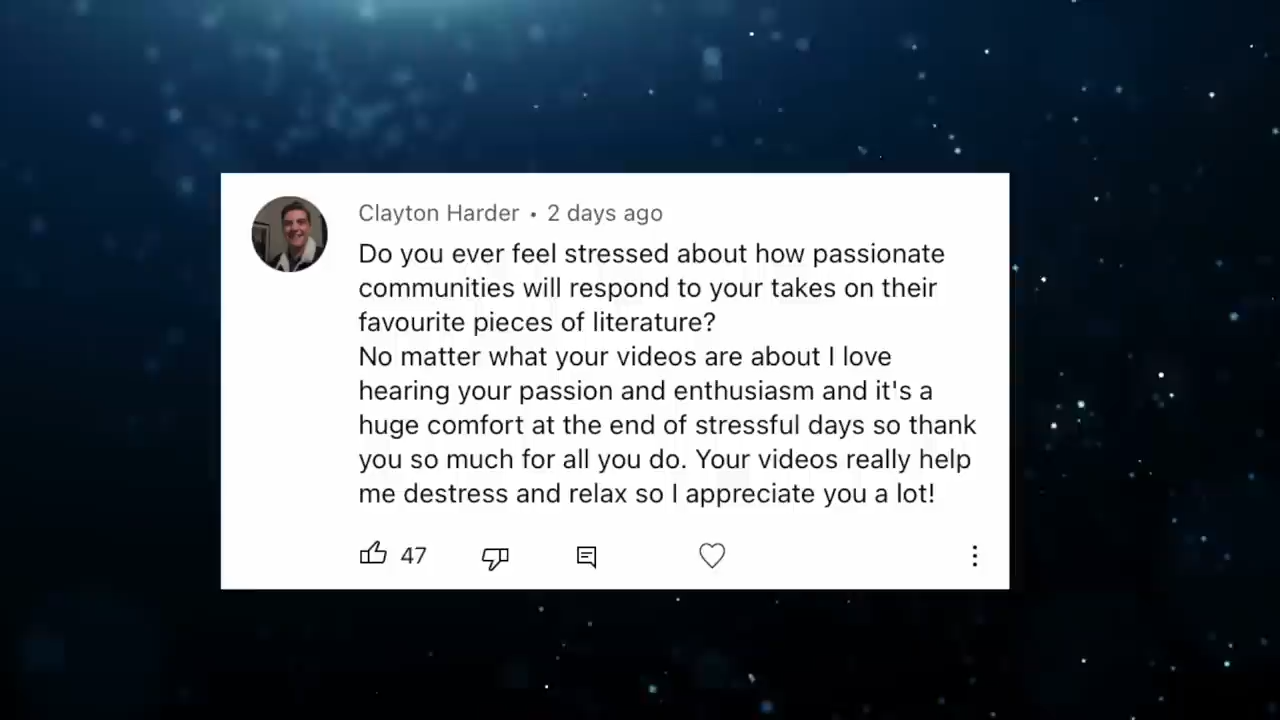 Clayton Harder • 2 days ago
Do you ever feel stressed about how passionate
communities will respond to your takes on their
favourite pieces of literature?
No matter what your videos are about I love
hearing your passion and enthusiasm and it's a
huge comfort at the end of stressful days so thank
you so much for all you do. Your videos really help
me destress and relax so I appreciate you a lot!
47